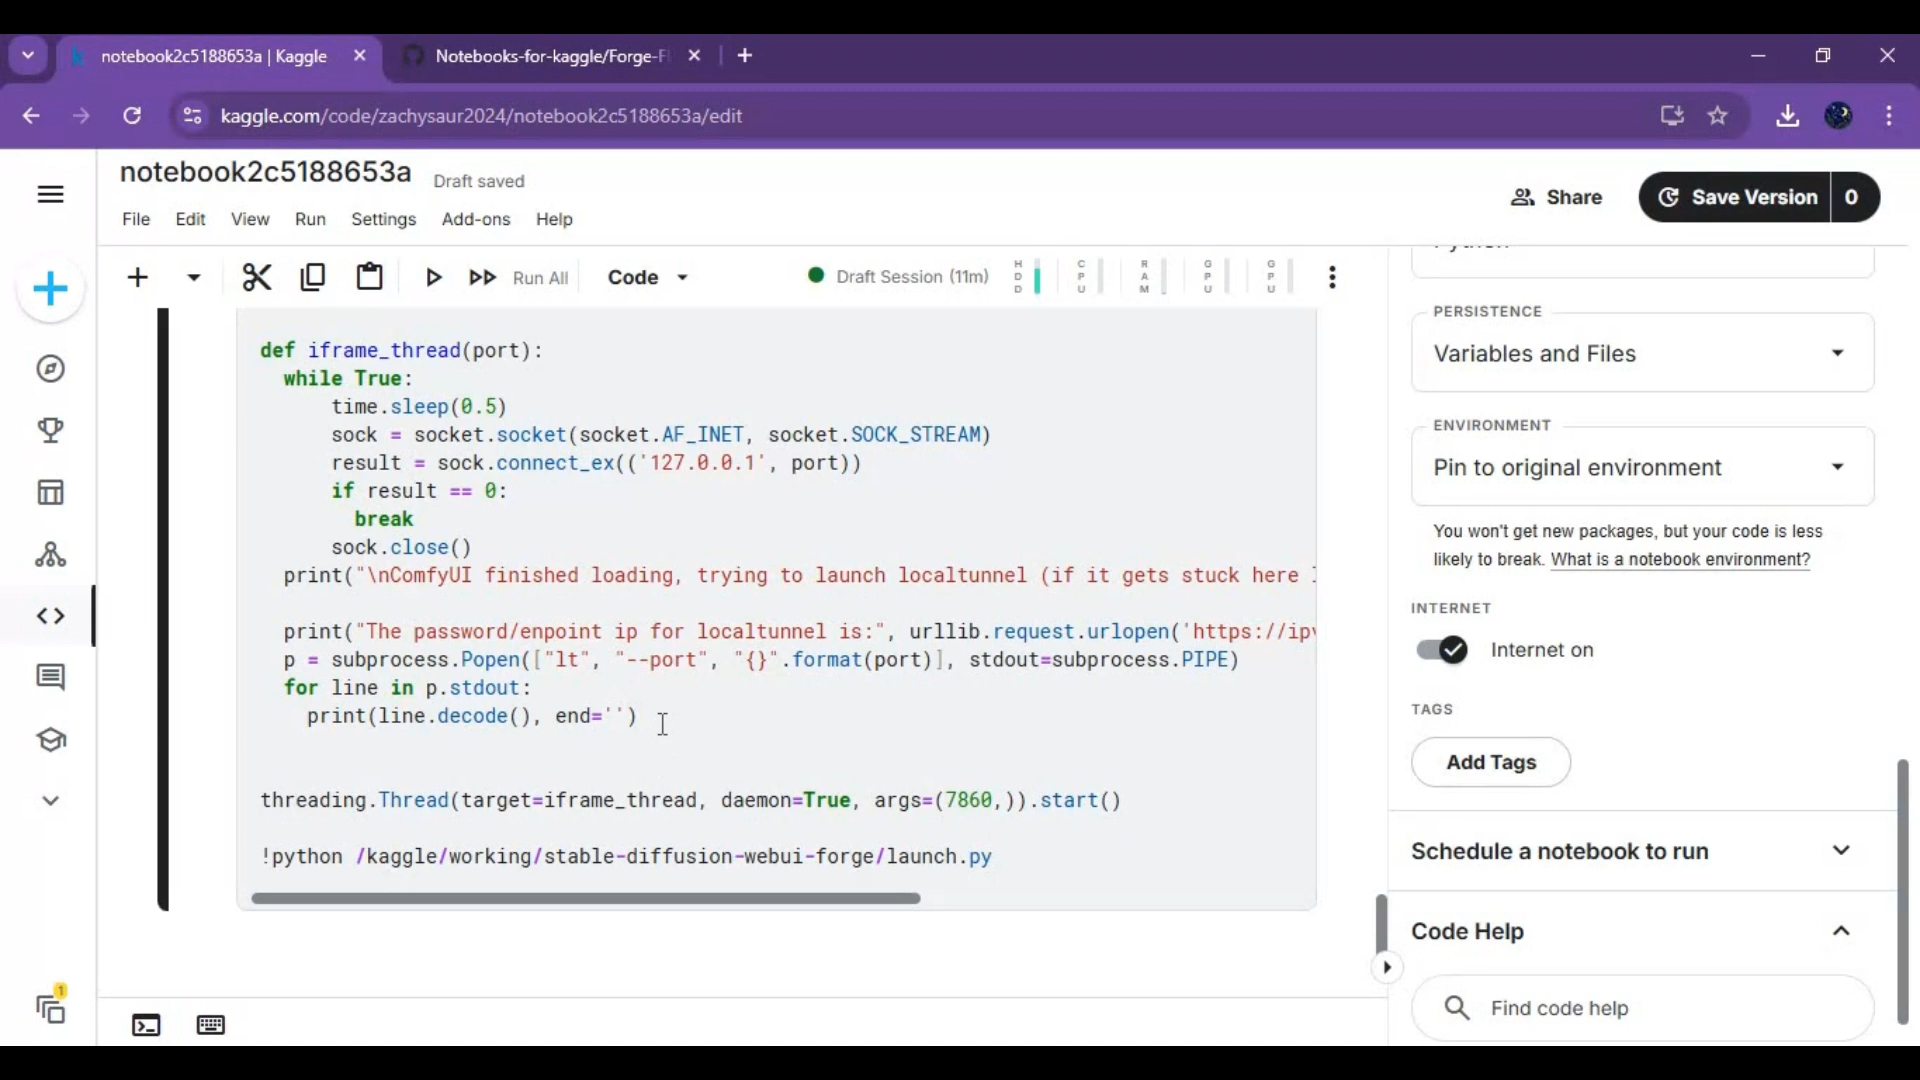 notebook2c5188653a | Kaggle
Notebooks-for-kaggle/Forge-F
kaggle.com/code/zachysaur2024/notebook2c5188653a/edit
notebook2c5188653a
Draft saved
File Edit View Run Settings Add-ons Help
Share
Save Version
0
Run All
Code
Draft Session (11m)
HDD
CPU
RAM
GPU
GPU
def iframe_thread(port):
while True:
time.sleep(0.5)
sock = socket.socket(socket.AF_INET, socket.SOCK_STREAM)
result = sock.connect_ex(('127.0.0.1', port))
if result == 0:
break
sock.close()
print("\nComfyUI finished loading, trying to launch localtunnel (if it gets stuck here
print("The password/enpoint ip for localtunnel is:", urllib.request.urlopen('https://ipv
p = subprocess.Popen(["lt", "--port", "{}".format(port)], stdout=subprocess.PIPE)
for line in p.stdout:
print(line.decode(), end='')
threading.Thread(target=iframe_thread, daemon=True, args=(7860,)).start()
!python /kaggle/working/stable-diffusion-webui-forge/launch.py
PERSISTENCE
Variables and Files
ENVIRONMENT
Pin to original environment
You won't get new packages, but your code is less
likely to break. What is a notebook environment?
INTERNET
Internet on
TAGS
Add Tags
Schedule a notebook to run
Code Help
Find code help
1